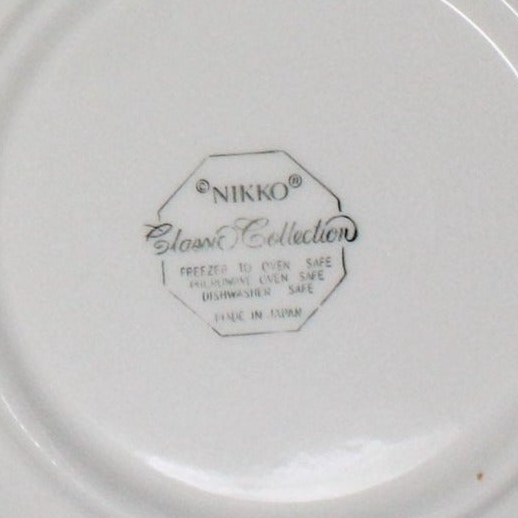 ©NIKKO®
Classic Collection
FREEZER TO OVEN SAFE
MICROWAVE OVEN SAFE
DISHWASHER SAFE
MADE IN JAPAN